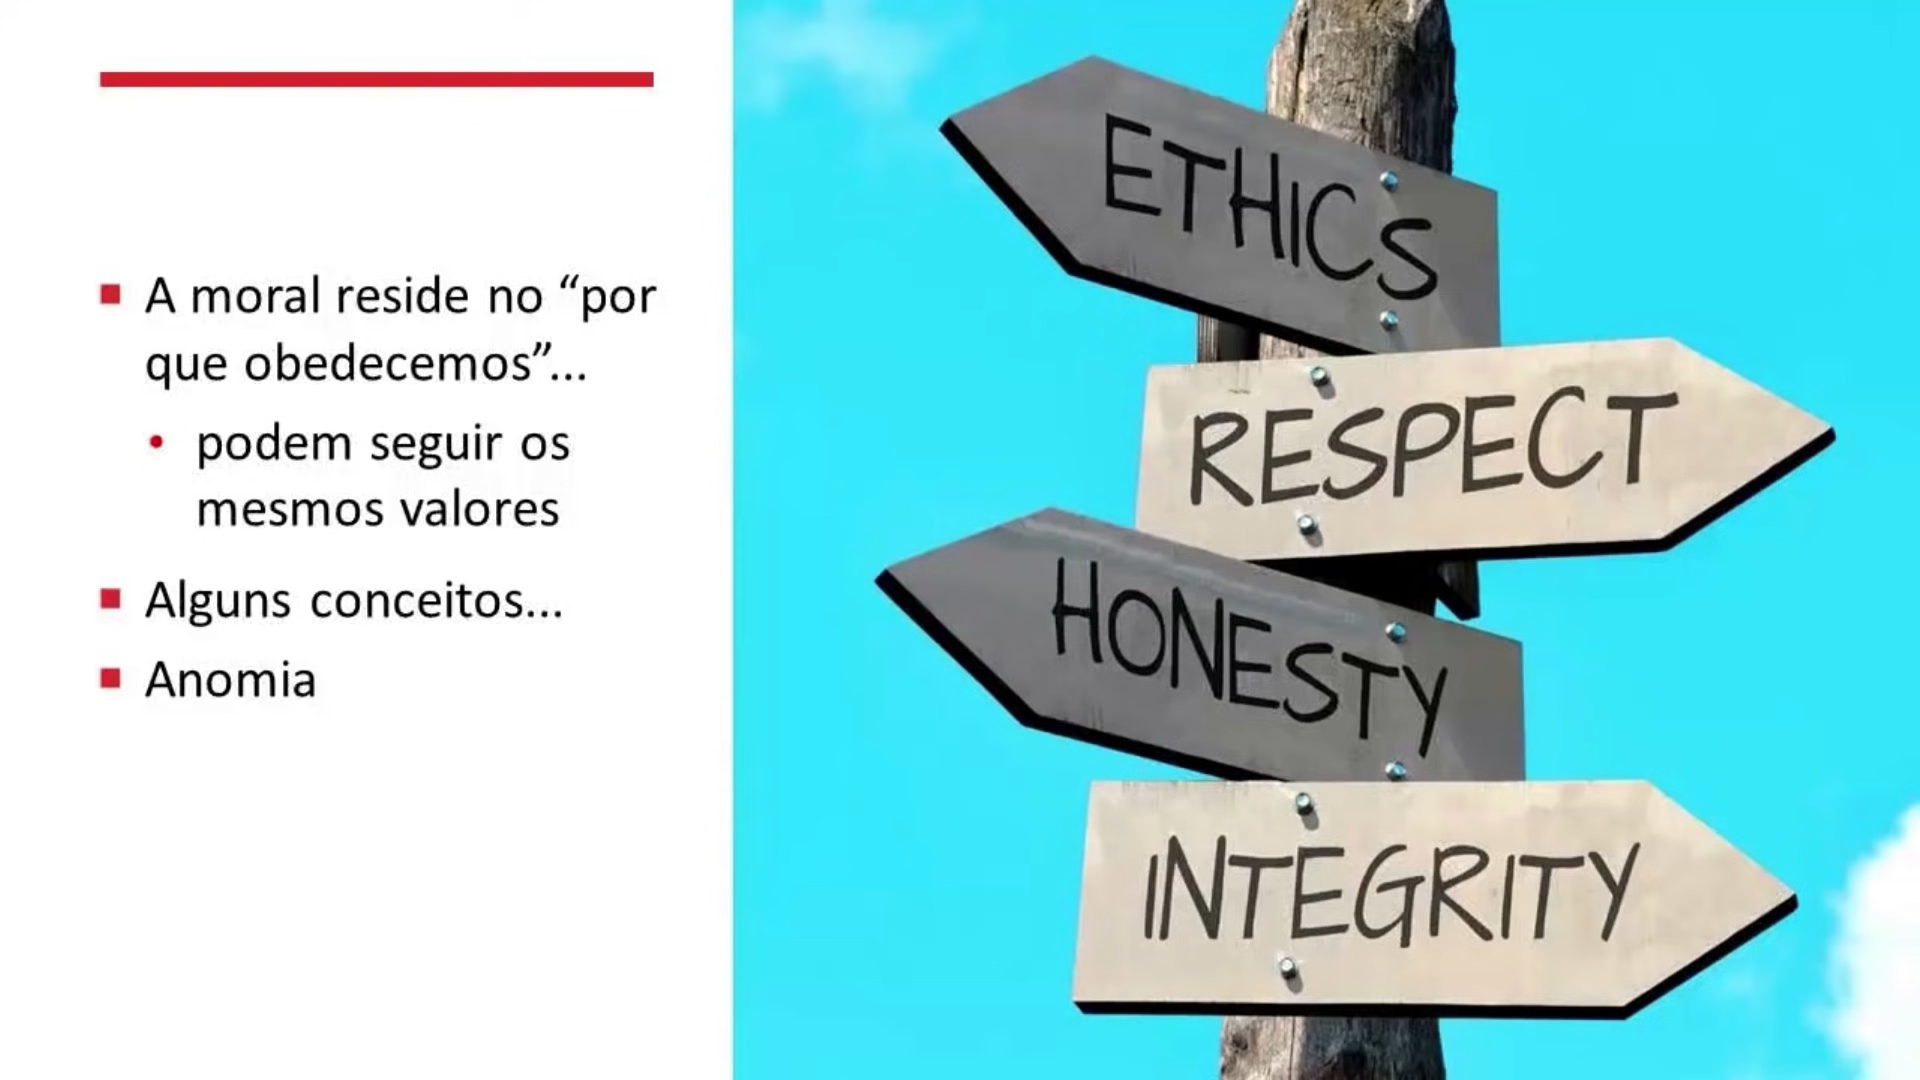 A moral reside no “por
que obedecemos”...
podem seguir os
mesmos valores
Alguns conceitos...
Anomia
ETHICS
RESPECT
HONESTY
INTEGRITY